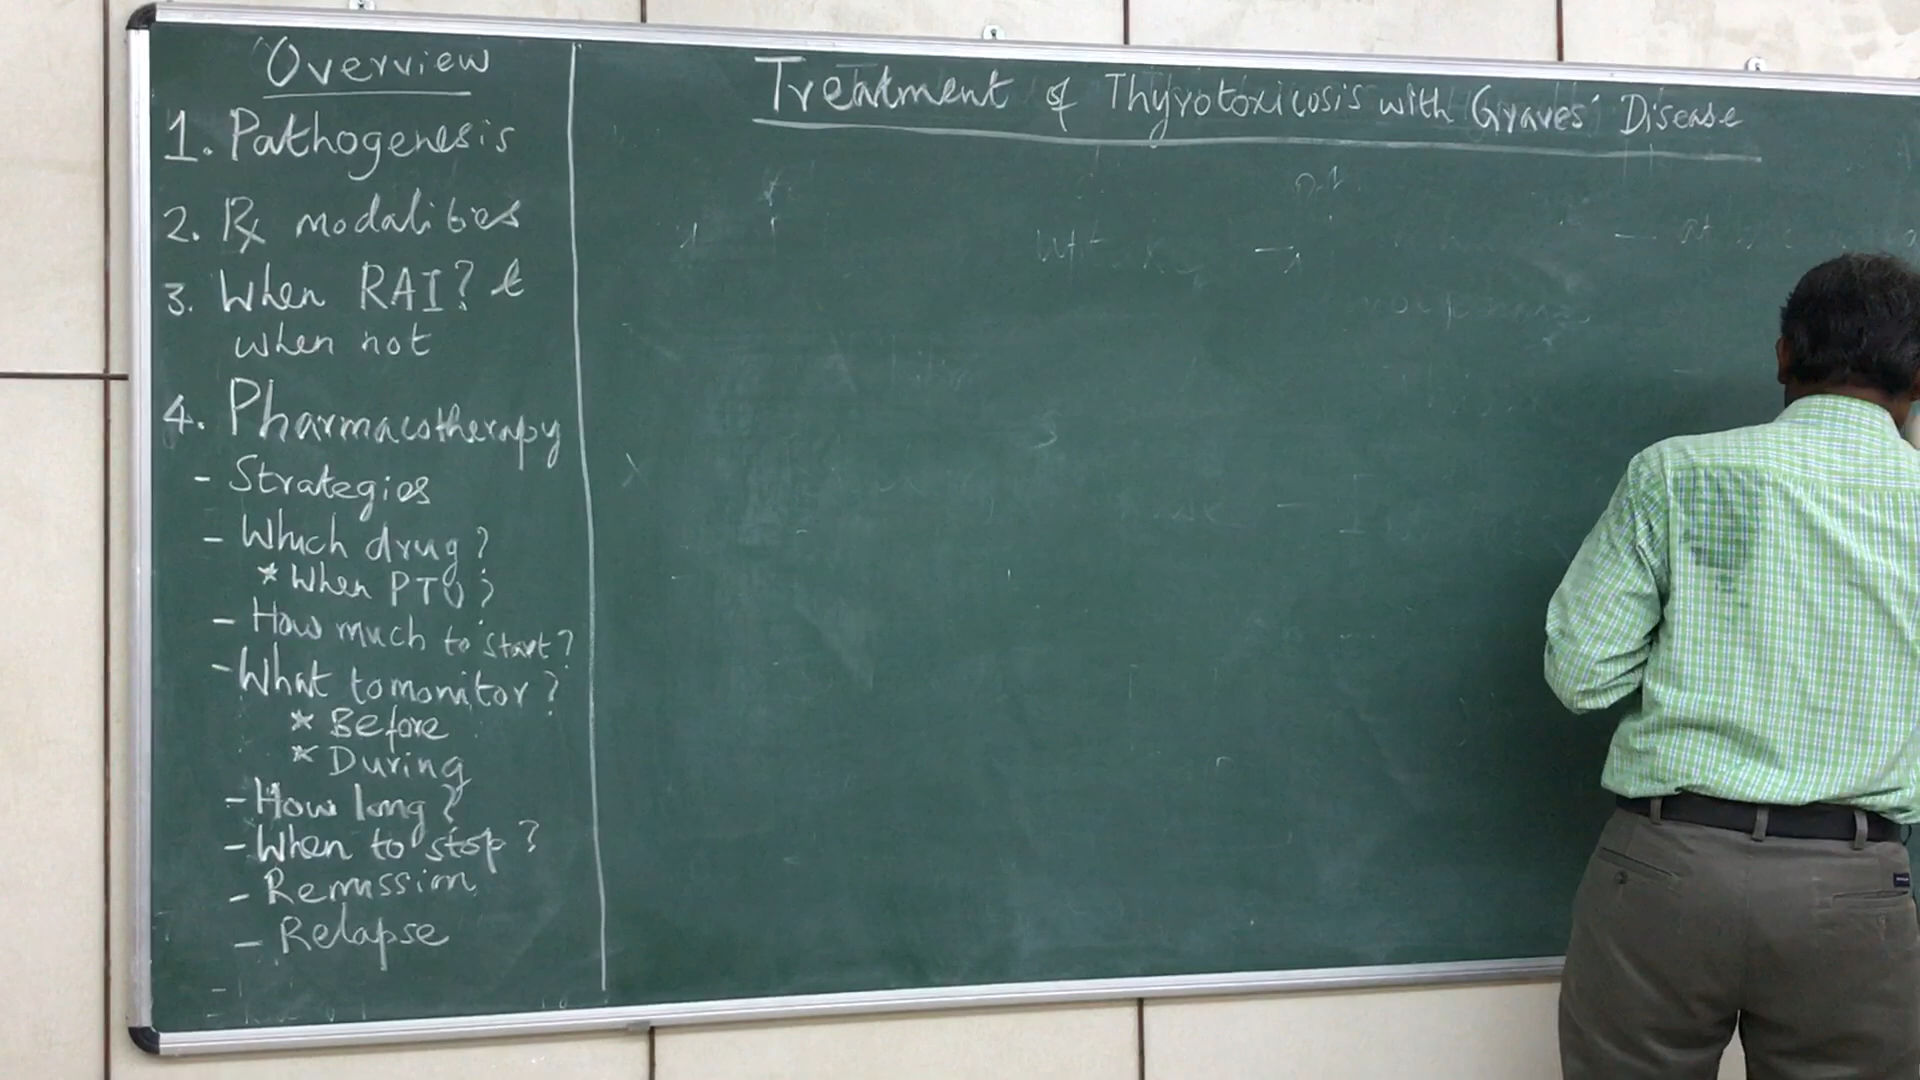 Overview
1. Pathogenesis
2. Rx modalities
3. When RAI? &
when not
4. Pharmacotherapy
- Strategies
- Which drug?
* When PTU?
- How much to start?
- What to monitor?
* Before
* During
- How long?
- When to stop?
- Remission
- Relapse
Treatment of Thyrotoxicosis with Graves' Disease